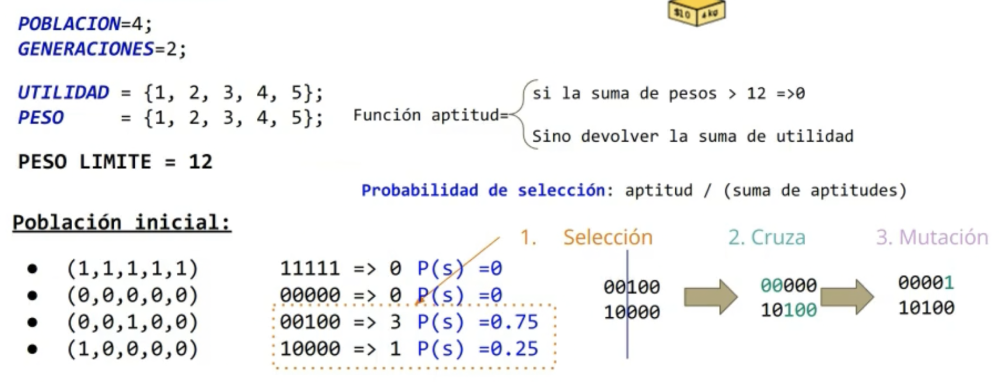 $10 4 kg
POBLACION=4;
GENERACIONES=2;
UTILIDAD = {1, 2, 3, 4, 5};
PESO = {1, 2, 3, 4, 5};
Función aptitud=
si la suma de pesos > 12 =>0
Sino devolver la suma de utilidad
PESO LIMITE = 12
Probabilidad de selección: aptitud / (suma de aptitudes)
Población inicial:
● (1,1,1,1,1)
● (0,0,0,0,0)
● (0,0,1,0,0)
● (1,0,0,0,0)
11111 => 0 P(s) =0
00000 => 0 P(s) =0
00100 => 3 P(s) =0.75
10000 => 1 P(s) =0.25
1. Selección
00100
10000
2. Cruza
00000
10100
3. Mutación
00001
10100